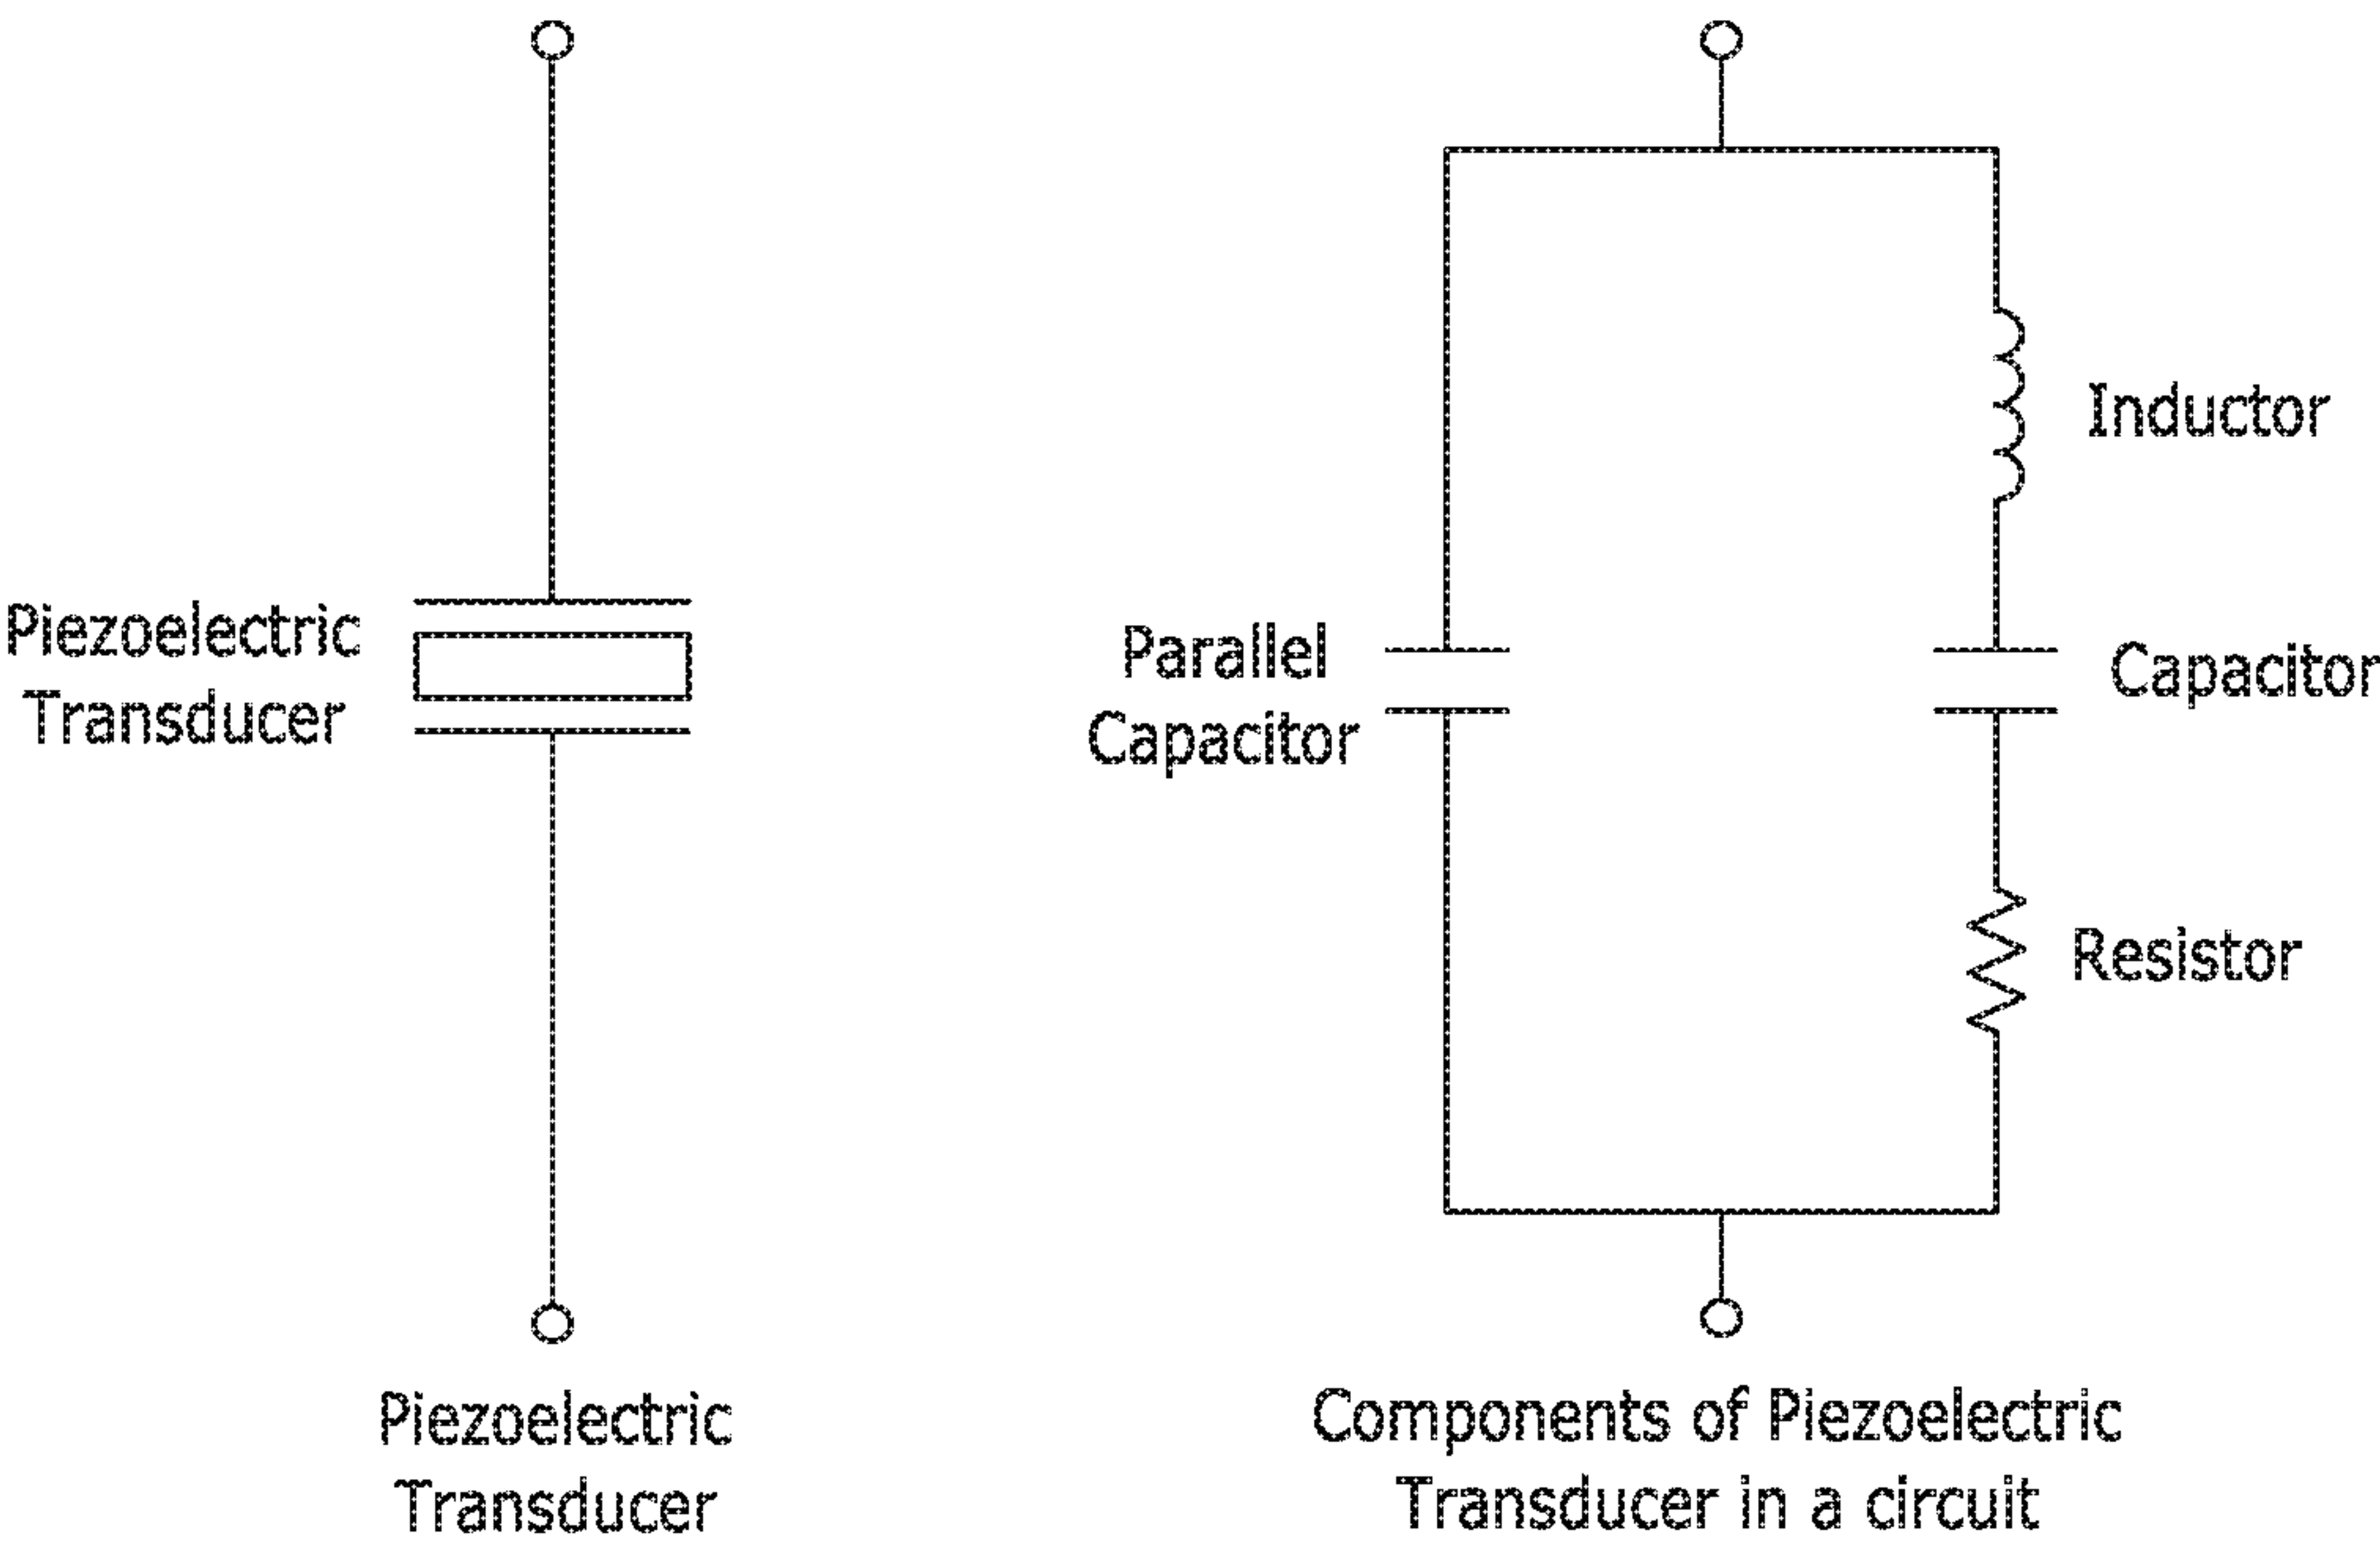 Piezoelectric
Transducer
Piezoelectric
Transducer
Parallel
Capacitor
Inductor
Capacitor
Resistor
Components of Piezoelectric
Transducer in a circuit